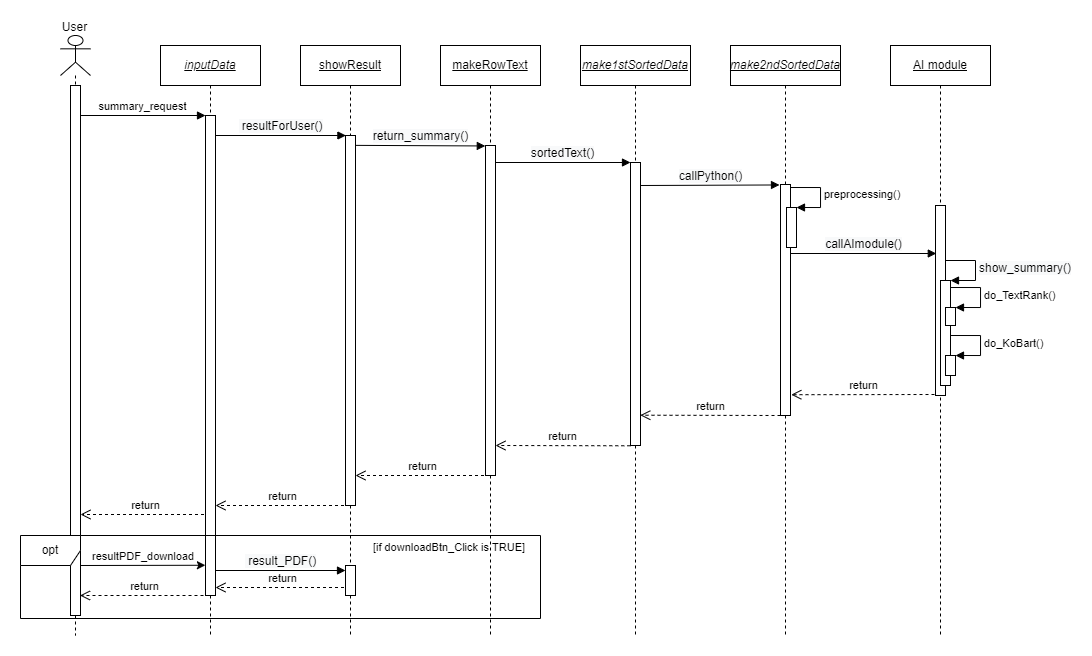 User
inputData
showResult
makeRowText
make1stSortedData
make2ndSortedData
AI module
summary_request
resultForUser()
return_summary()
sortedText()
callPython()
preprocessing()
callAImodule()
show_summary()
do_TextRank()
do_KoBart()
return
return
return
return
return
return
opt
[if downloadBtn_Click is TRUE]
resultPDF_download
result_PDF()
return
return